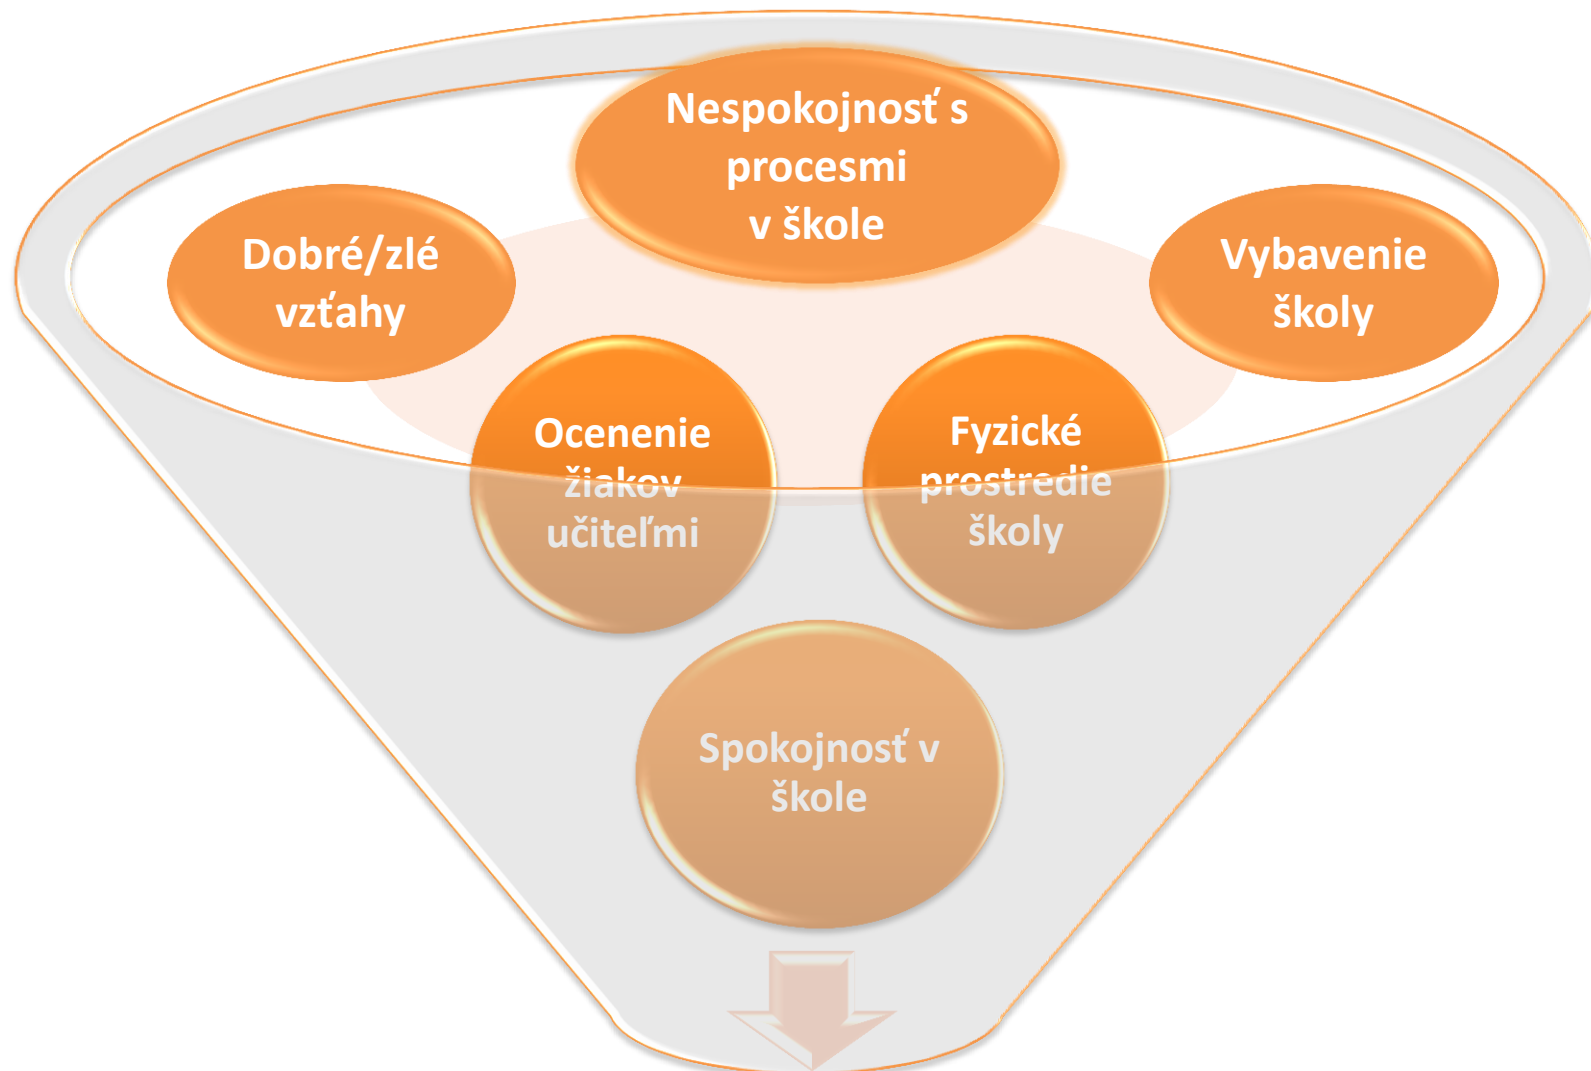 Nespokojnosť s
procesmi
v škole
Dobré/zlé
vzťahy
Vybavenie
školy
Ocenenie
žiakov
učiteľmi
Fyzické
prostredie
školy
Spokojnosť v
škole